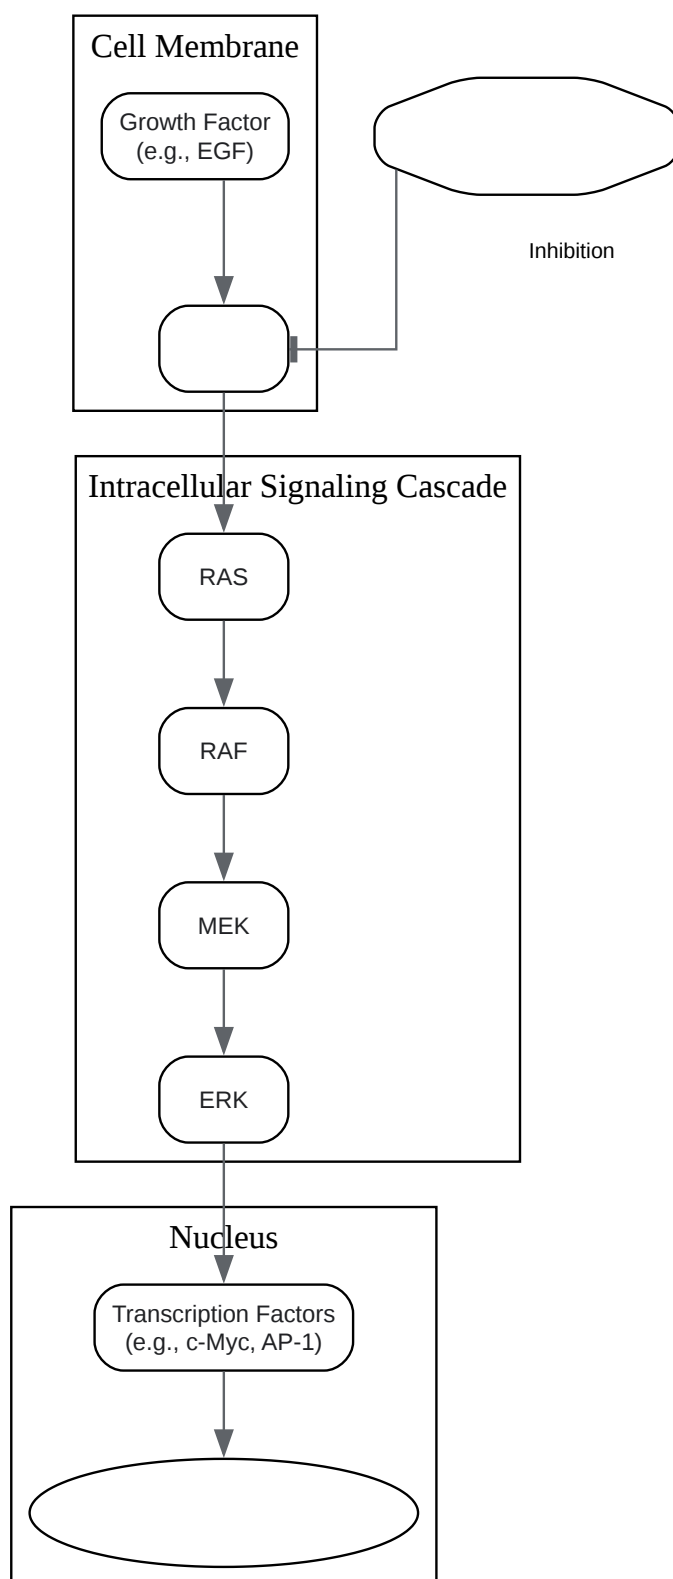 Cell Membrane
Growth Factor
(e.g., EGF)
Inhibition
Intracellular Signaling Cascade
RAS
RAF
MEK
ERK
Nucleus
Transcription Factors
(e.g., c-Myc, AP-1)